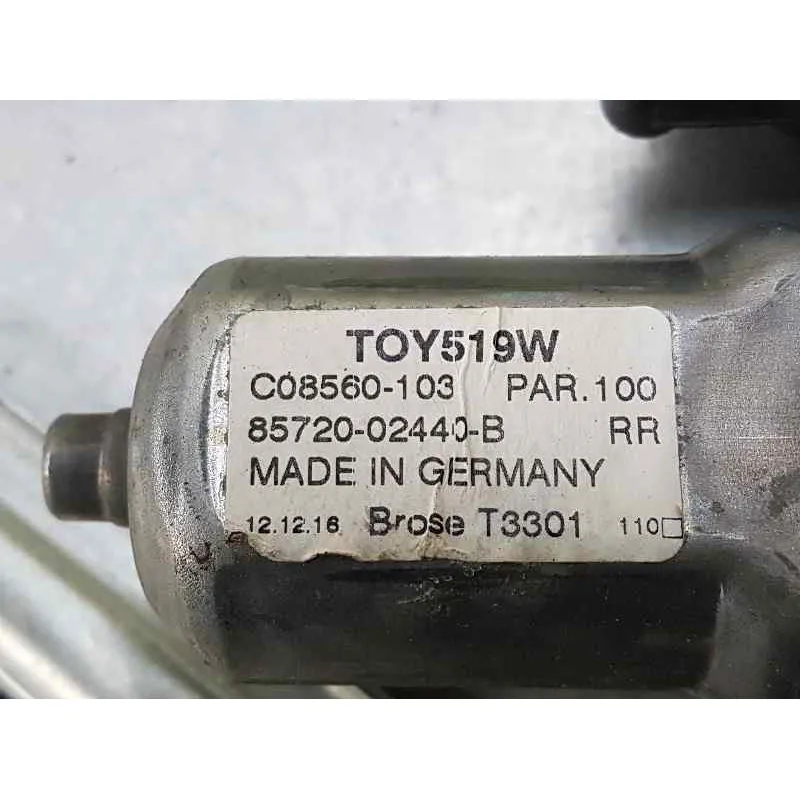 TOY519W
C08560-103 PAR.100
85720-02440-B RR
MADE IN GERMANY
12.12.16 Brose T3301 110□